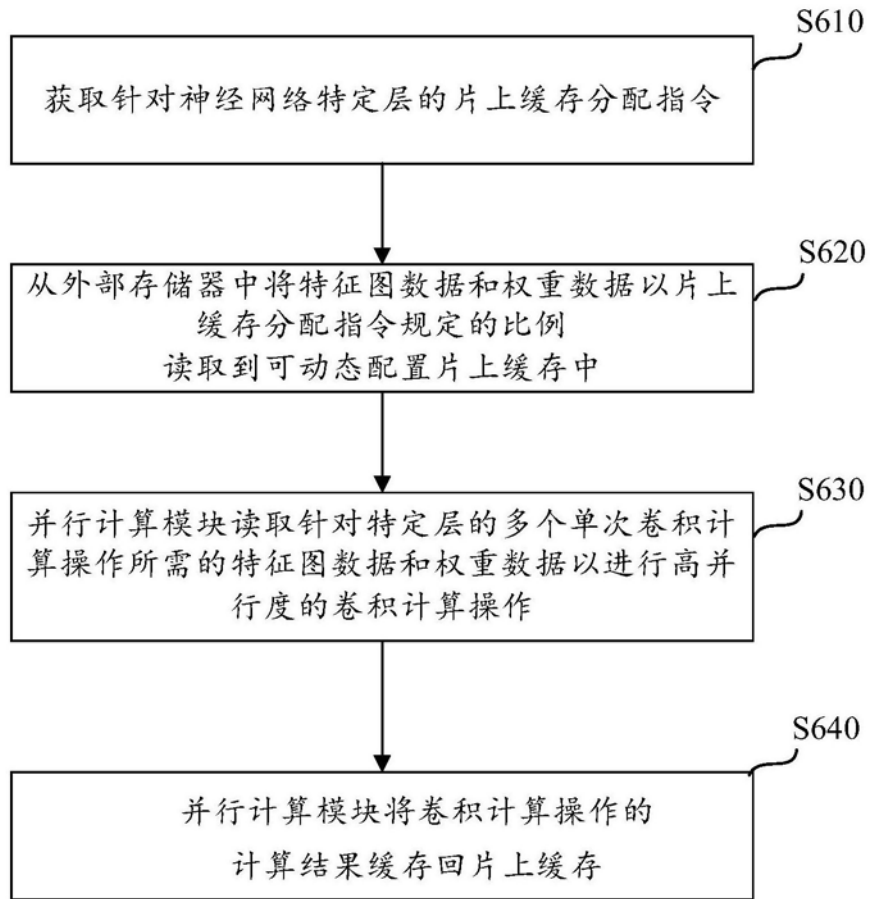 S610
获取针对神经网络特定层的片上缓存分配指令
S620
从外部存储器中将特征图数据和权重数据以片上
缓存分配指令规定的比例
读取到可动态配置片上缓存中
S630
并行计算模块读取针对特定层的多个单次卷积计
算操作所需的特征图数据和权重数据以进行高并
行度的卷积计算操作
S640
并行计算模块将卷积计算操作的
计算结果缓存回片上缓存